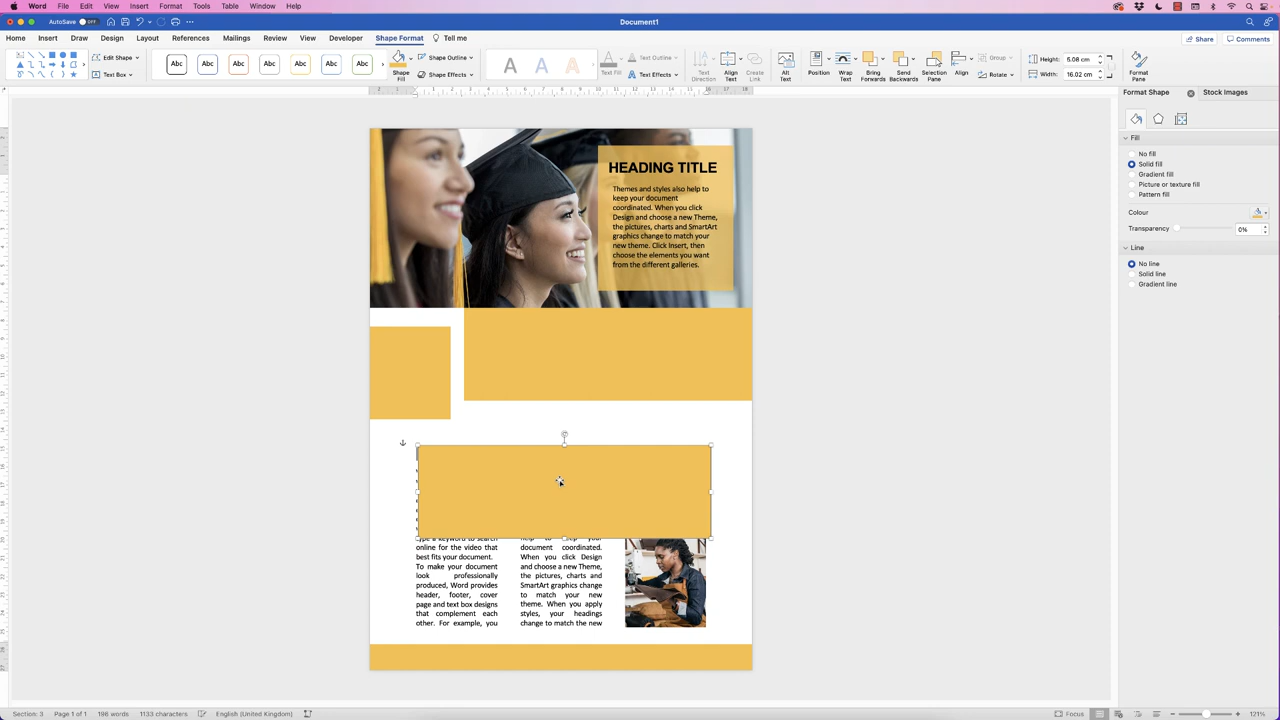 Word File Edit View Insert Format Tools Table Window Help
AutoSave OFF Document1
Home Insert Draw Design Layout References Mailings Review View Developer Shape Format Tell me Share Comments
Edit Shape Text Box
Abc Abc Abc Abc Abc Abc Abc
Shape Fill Shape Outline Shape Effects
A A A
Text Fill Text Outline Text Effects
Text Direction Align Text Create Link Alt Text
Position Wrap Text Bring Forwards Send Backwards Selection Pane Align Group Rotate
Height: 5.08 cm
Width: 16.02 cm
Format Pane
Format Shape Stock Images
Fill
No fill
Solid fill
Gradient fill
Picture or texture fill
Pattern fill
Colour
Transparency 0%
Line
No line
Solid line
Gradient line
HEADING TITLE
Themes and styles also help to
keep your document
coordinated. When you click
Design and choose a new Theme,
the pictures, charts and SmartArt
graphics change to match your
new theme. Click Insert, then
choose the elements you want
from the different galleries.
online for the video that
best fits your document.
To make your document
look professionally
produced, Word provides
header, footer, cover
page and text box designs
that complement each
other. For example, you
document coordinated.
When you click Design
and choose a new Theme,
the pictures, charts and
SmartArt graphics change
to match your new
theme. When you apply
styles, your headings
change to match the new
Section: 3 Page 1 of 1 196 words 1133 characters English (United Kingdom) Focus 121%